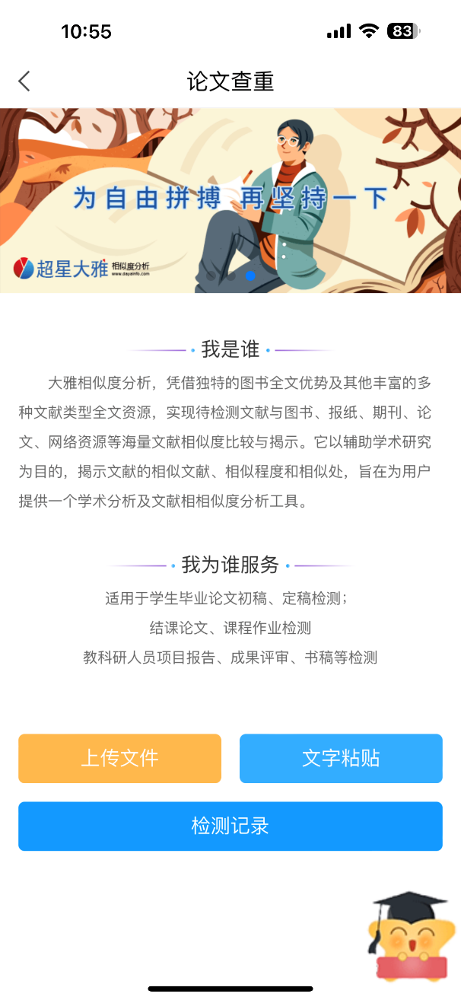 10:55
83
论文查重
为自由拼搏 再坚持一下
超星大雅 相似度分析
www.dayainfo.com
我是谁
大雅相似度分析，凭借独特的图书全文优势及其他丰富的多
种文献类型全文资源，实现待检测文献与图书、报纸、期刊、论
文、网络资源等海量文献相似度比较与揭示。它以辅助学术研究
为目的，揭示文献的相似文献、相似程度和相似处，旨在为用户
提供一个学术分析及文献相相似度分析工具。
我为谁服务
适用于学生毕业论文初稿、定稿检测；
结课论文、课程作业检测
教科研人员项目报告、成果评审、书稿等检测
上传文件
文字粘贴
检测记录